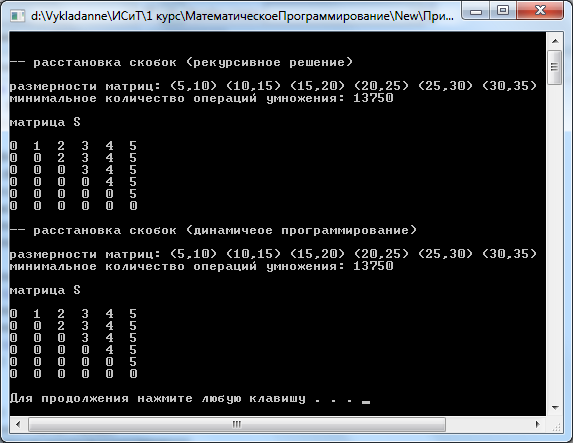 d:\Vykladanne\ИСиТ\1 курс\МатематическоеПрограммирование\New\При...
-- расстановка скобок (рекурсивное решение)
размерности матриц: (5,10) (10,15) (15,20) (20,25) (25,30) (30,35)
минимальное количество операций умножения: 13750
матрица S
0 1 2 3 4 5
0 0 2 3 4 5
0 0 0 3 4 5
0 0 0 0 4 5
0 0 0 0 0 5
0 0 0 0 0 0
-- расстановка скобок (динамичеое программирование)
размерности матриц: (5,10) (10,15) (15,20) (20,25) (25,30) (30,35)
минимальное количество операций умножения: 13750
матрица S
0 1 2 3 4 5
0 0 2 3 4 5
0 0 0 3 4 5
0 0 0 0 4 5
0 0 0 0 0 5
0 0 0 0 0 0
Для продолжения нажмите любую клавишу . . . _